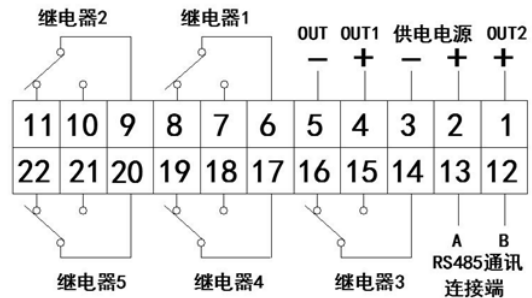 继电器2 继电器1 OUT OUT1 供电电源 OUT2
− + − + +
11 10 9 8 7 6 5 4 3 2 1
22 21 20 19 18 17 16 15 14 13 12
A B
继电器5 继电器4 继电器3 RS485通讯
连接端